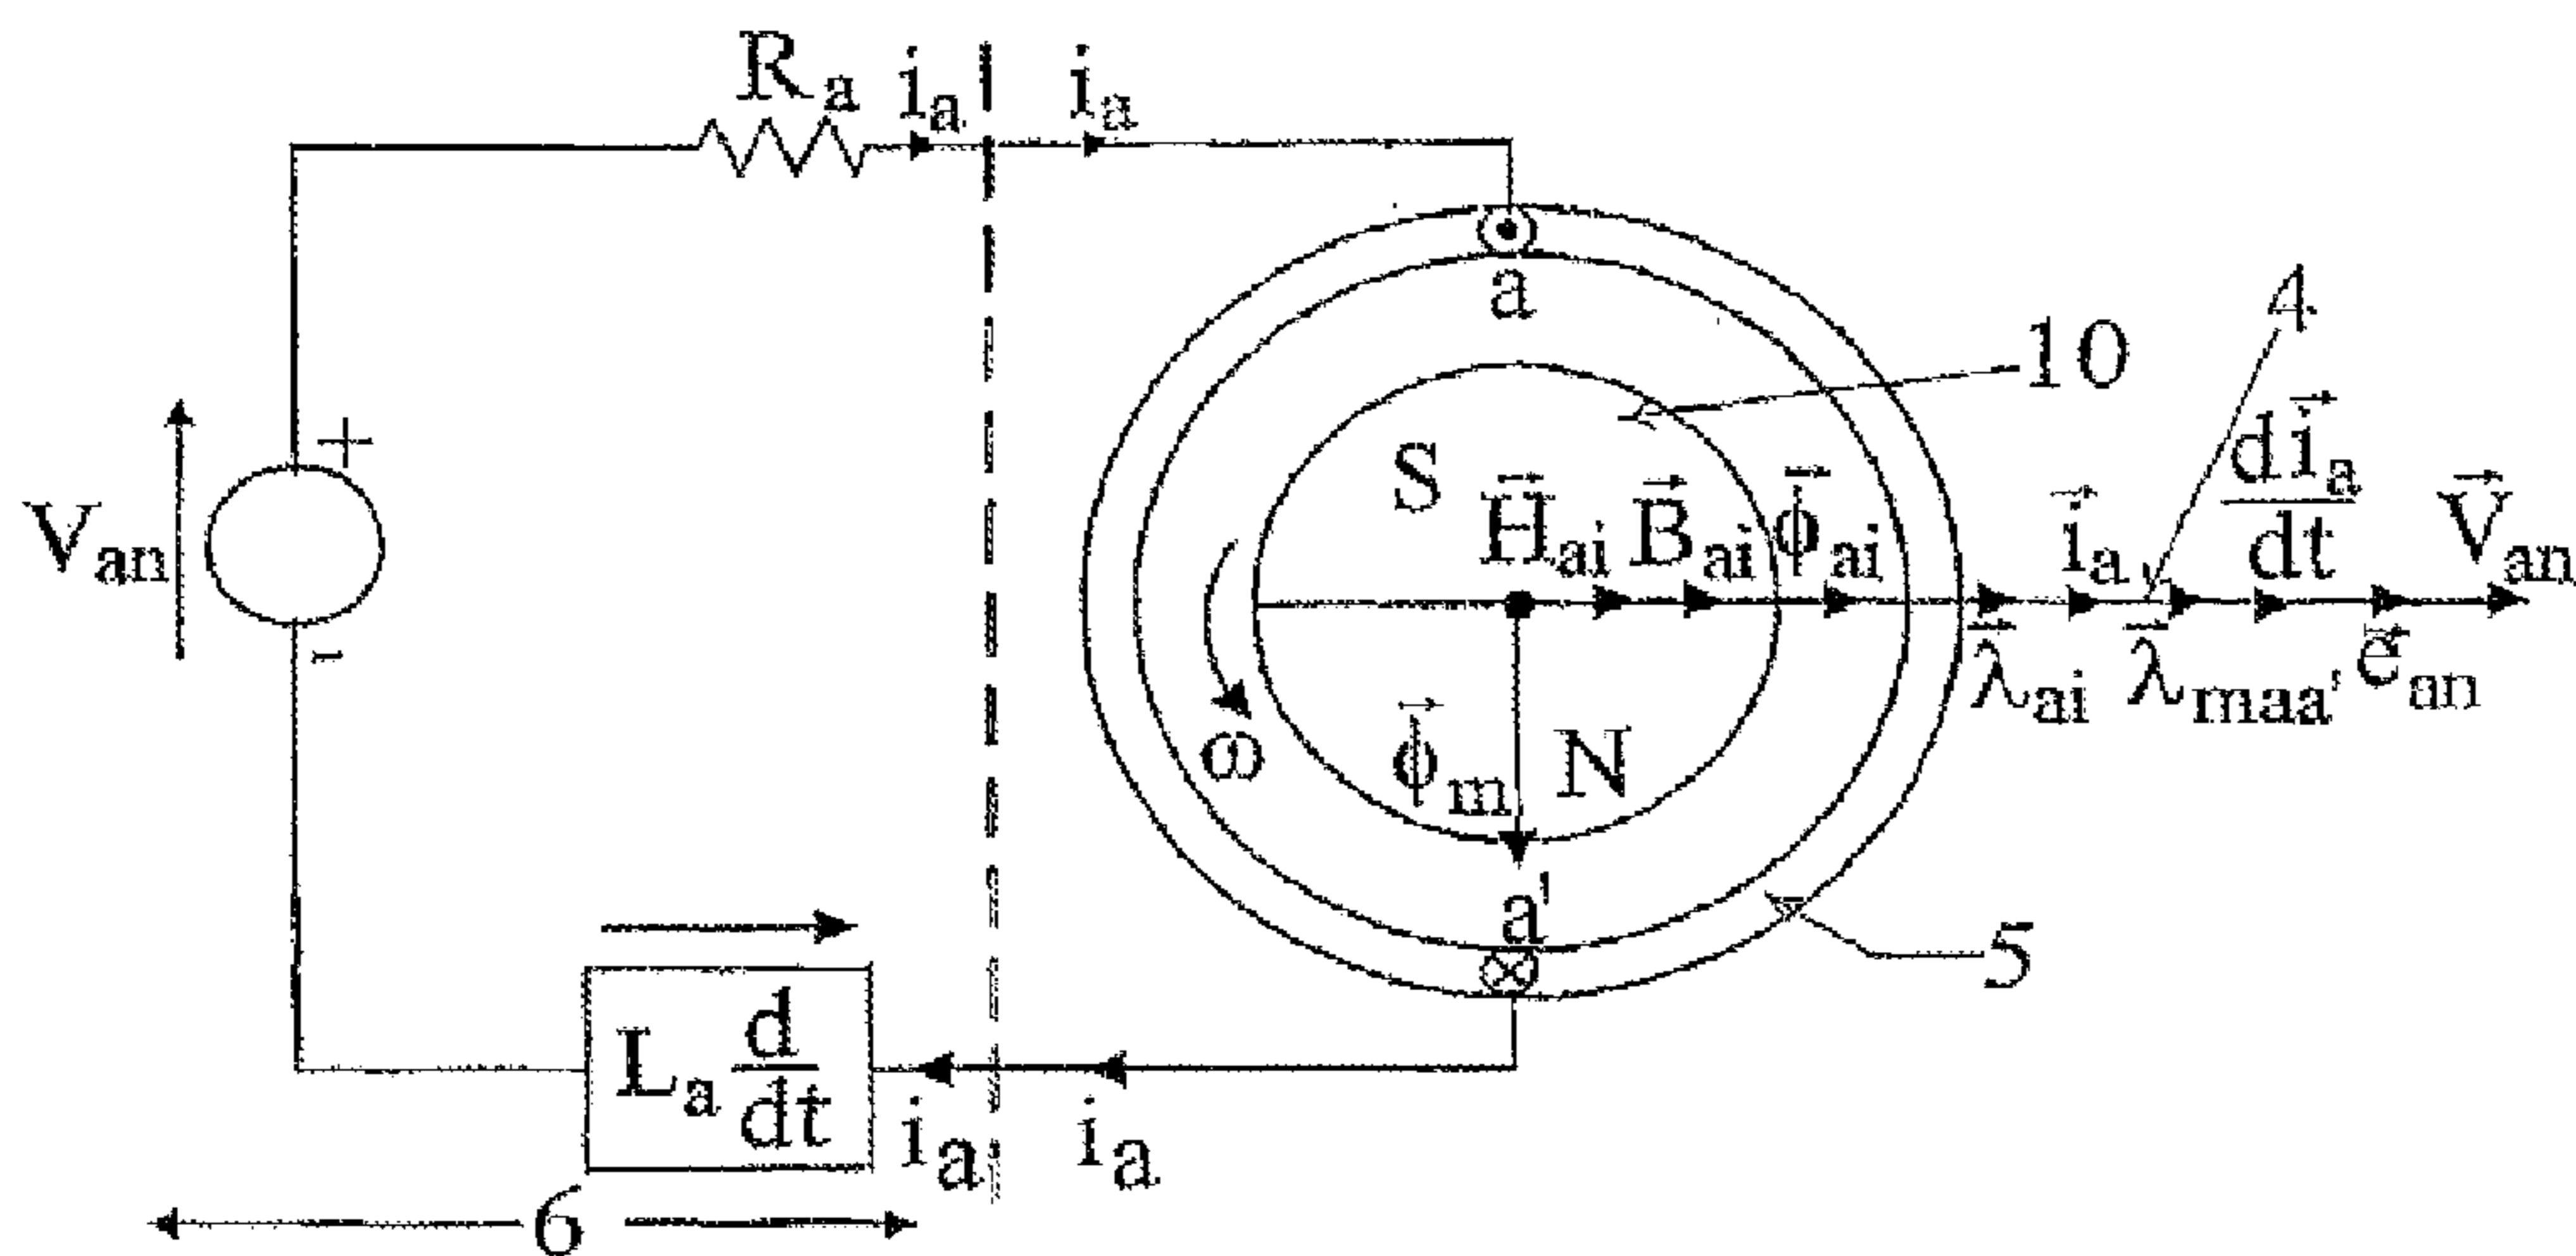 Rₐ iₐ iₐ
a
4
10
+
Vₐₙ
S
H⃗ₐᵢ B⃗ₐᵢ ϕ⃗ₐᵢ i⃗ₐ di⃗ₐ/dt V⃗ₐₙ
-
λ⃗ₐᵢ λ⃗ₘₐₐ' e⃗ₐₙ
ω
ϕ⃗ₘ N
a'
5
Lₐ d/dt
iₐ iₐ
6